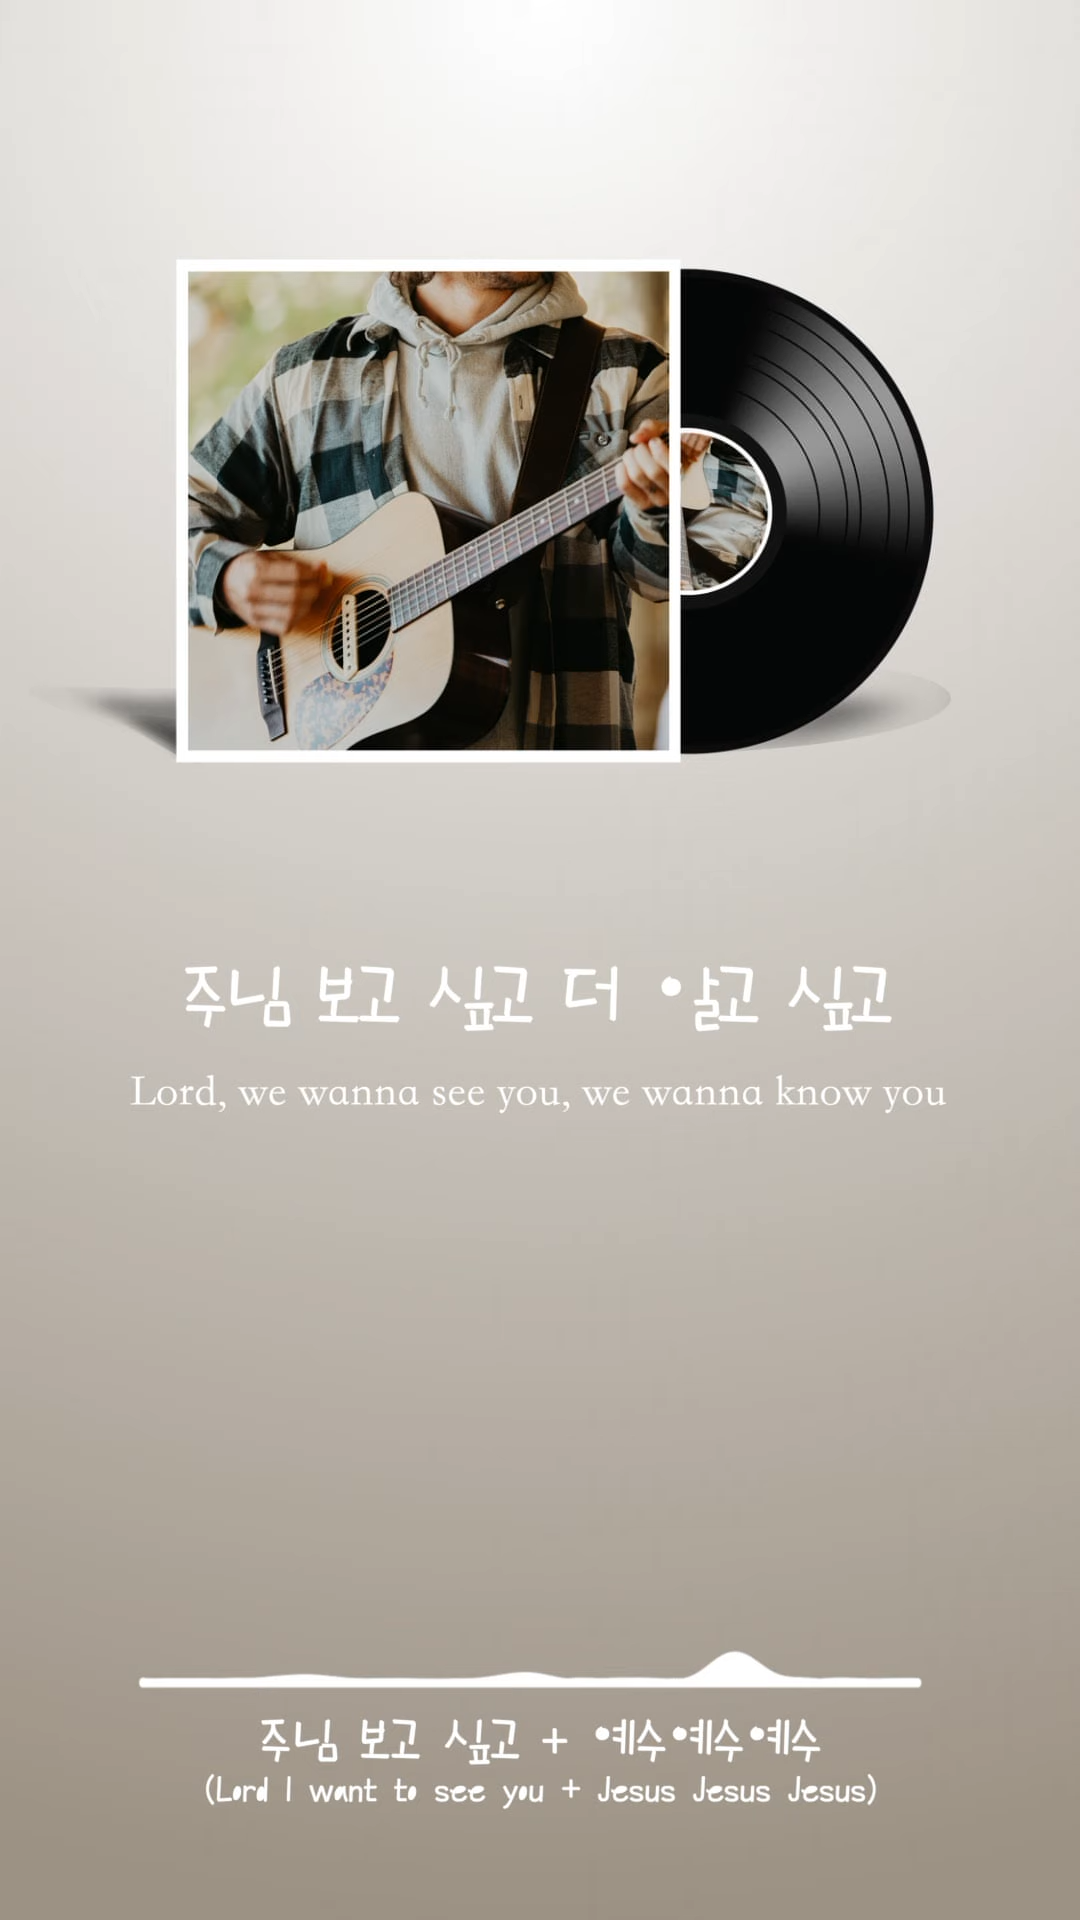 주님 보고 싶고 더 알고 싶고
Lord, we wanna see you, we wanna know you
주님 보고 싶고 + 예수예수예수
(Lord I want to see you + Jesus Jesus Jesus)